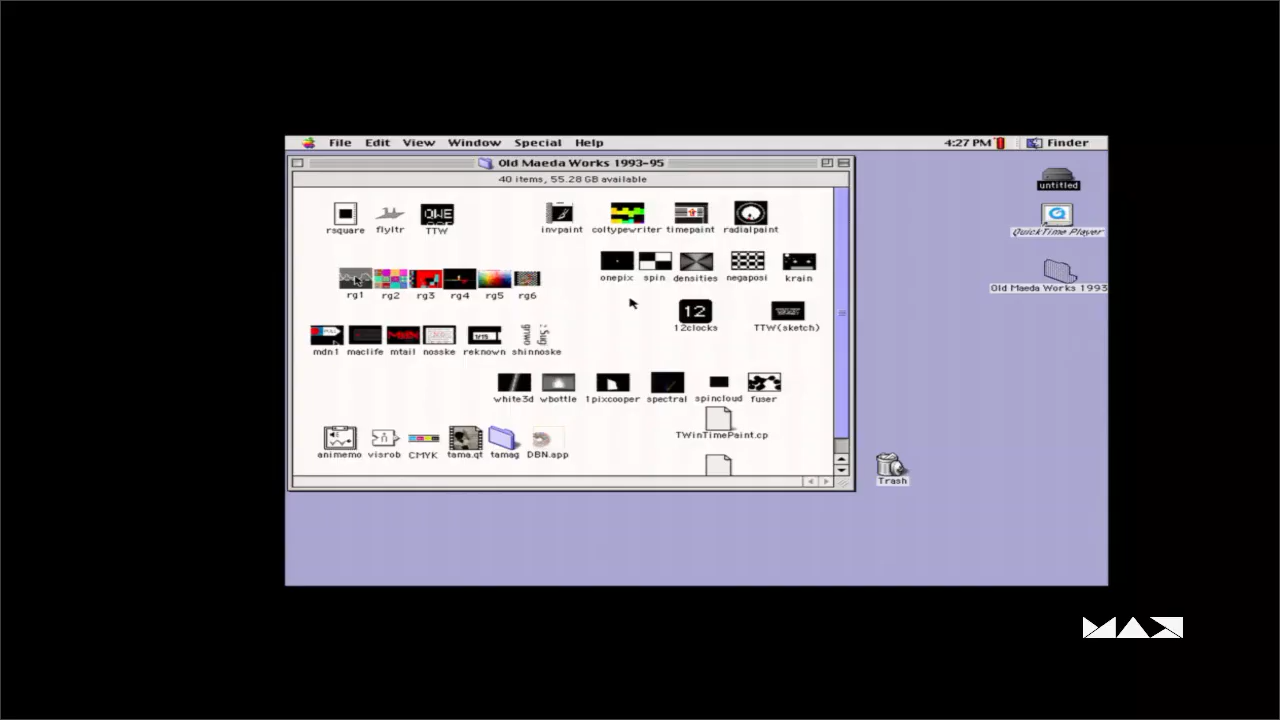 File Edit View Window Special Help 4:27 PM Finder
Old Maeda Works 1993-95
40 items, 55.28 GB available
untitled
rsquare flyltr TTW invpaint coltypewriter timepaint radialpaint
QuickTime Player
onepix spin densities negaposi krain
rg1 rg2 rg3 rg4 rg5 rg6
Old Maeda Works 1993
12
12clocks TTW(sketch)
mdn1 maclife mtail nosske reknown shinnoske
white3d wbottle 1pixcooper spectral spincloud fuser
TWinTimePaint.cp
animemo visrob CMYK tama.qt tamag DBN.app
Trash